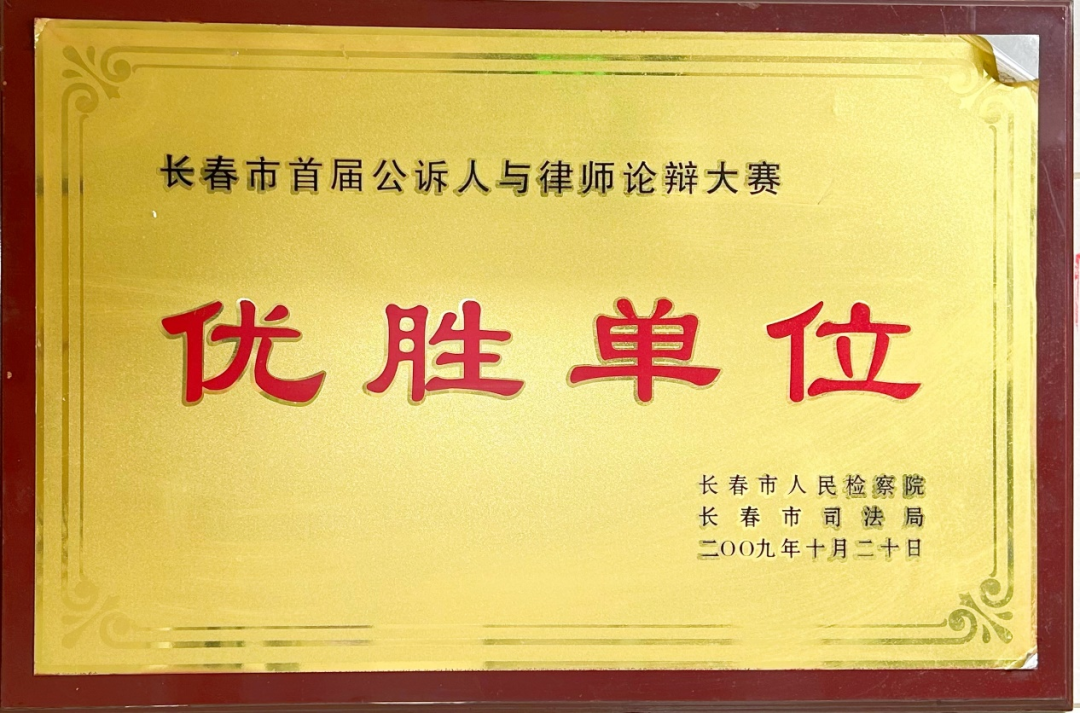 长春市首届公诉人与律师论辩大赛
优胜单位
长春市人民检察院
长春市司法局
二〇〇九年十月二十日